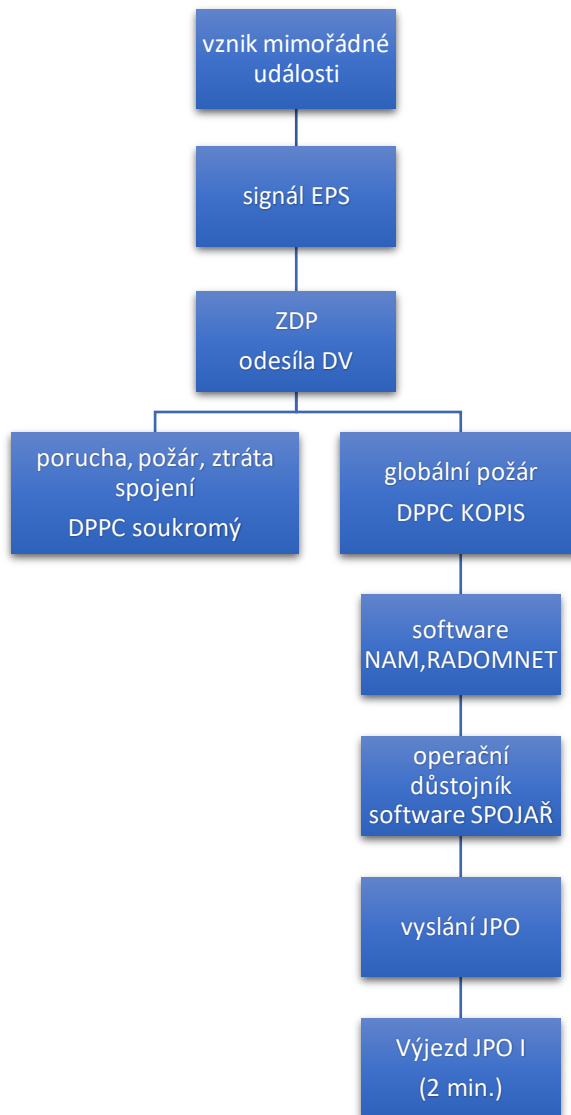 vznik mimořádné
události
signál EPS
ZDP
odesíla DV
porucha, požár, ztráta
spojení
DPPC soukromý
globální požár
DPPC KOPIS
software
NAM,RADOMNET
operační
důstojník
software SPOJAŘ
vyslání JPO
Výjezd JPO I
(2 min.)